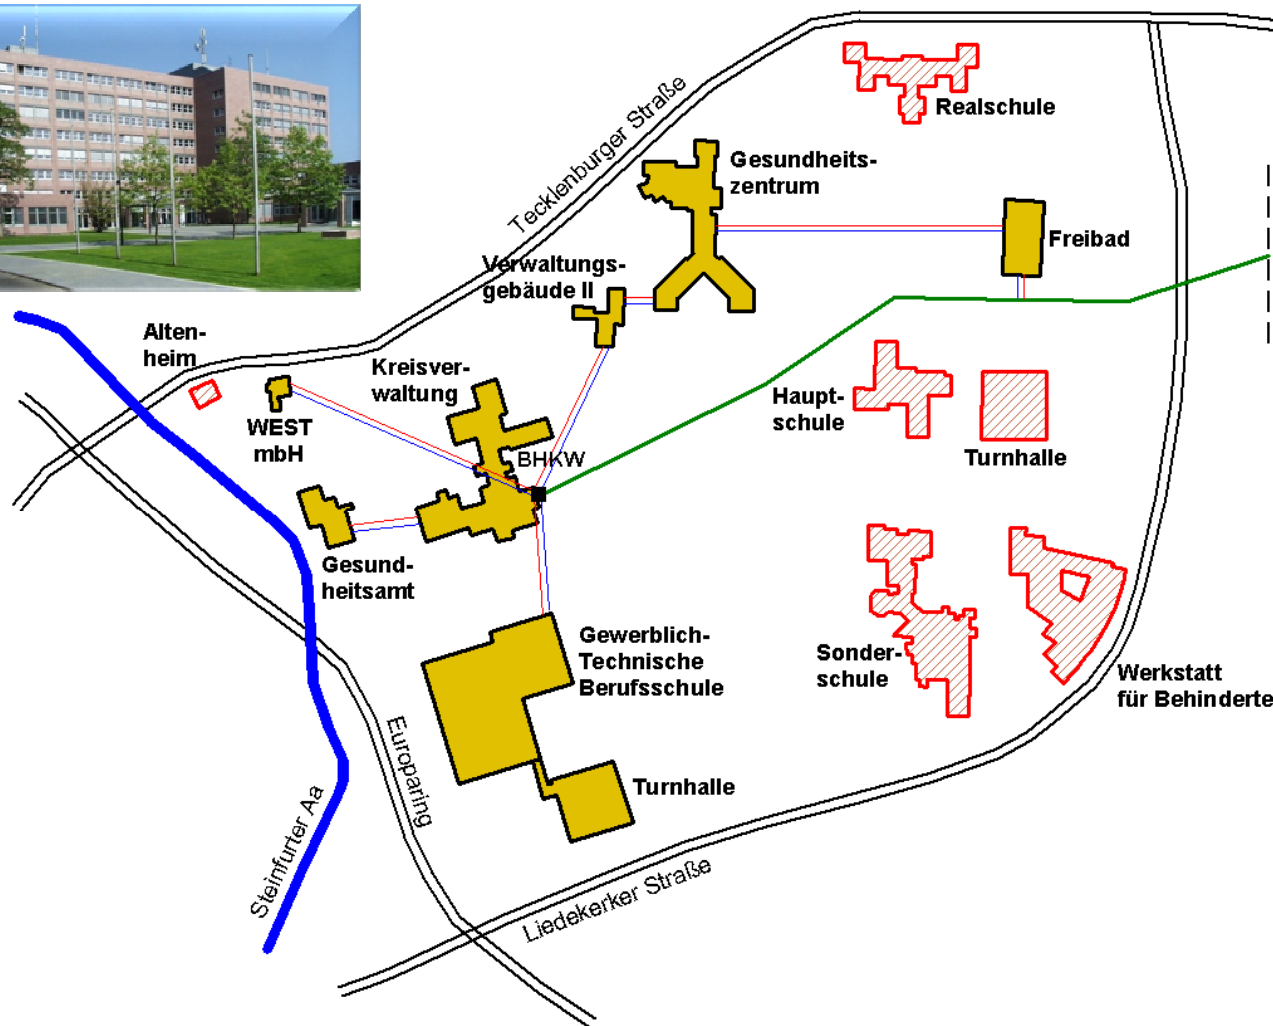 Realschule
Tecklenburger Straße
Gesundheits-
zentrum
Freibad
Verwaltungs-
gebäude II
Alten-
heim
Kreisver-
waltung
WEST
mbH
BHKW
Haupt-
schule
Turnhalle
Gesund-
heitsamt
Gewerblich-
Technische
Berufsschule
Sonder-
schule
Werkstatt
für Behinderte
Europaring
Turnhalle
Steinfurter Aa
Liedekerker Straße